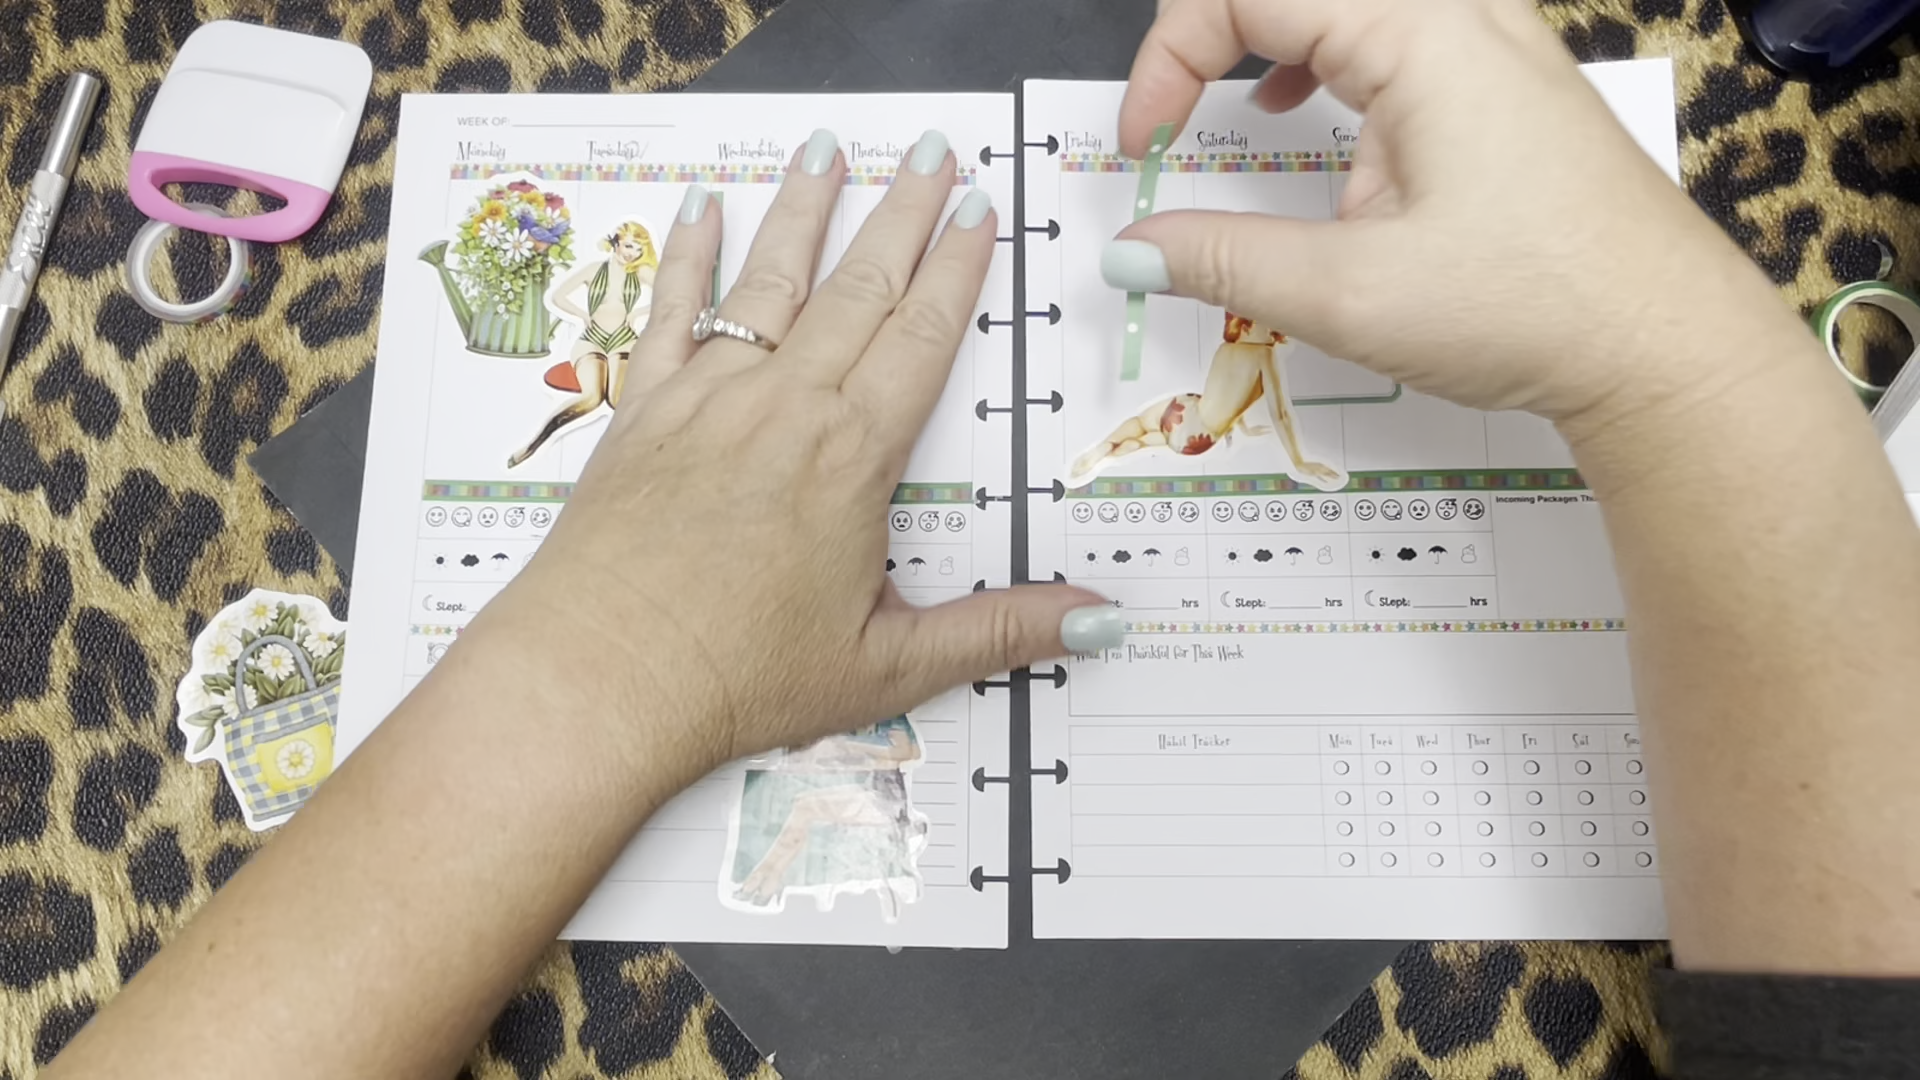 WEEK OF:
Monday Tuesday Wednesday Thursday
Friday Saturday
Incoming Packages
Slept:
hrs Slept: hrs Slept: hrs
I'm Thankful for This Week
Habit Tracker Mon Tues Wed Thur Fri Sat